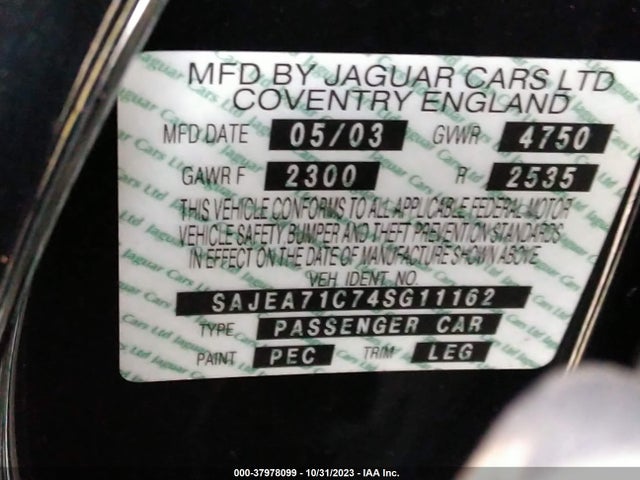 MFD BY JAGUAR CARS LTD
COVENTRY ENGLAND
MFD DATE 05/03 GVWR 4750
GAWR F 2300 R 2535
THIS VEHICLE CONFORMS TO ALL APPLICABLE FEDERAL MOTOR
VEHICLE SAFETY BUMPER AND THEFT PREVENTION STANDARDS
IN EFFECT ON THE DATE OF MANUFACTURE SHOWN ABOVE
VEH. IDENT NO.
SAJEA71C74SG11162
TYPE PASSENGER CAR
PAINT PEC TRIM LEG
000-37978099 - 10/31/2023 - IAA Inc.